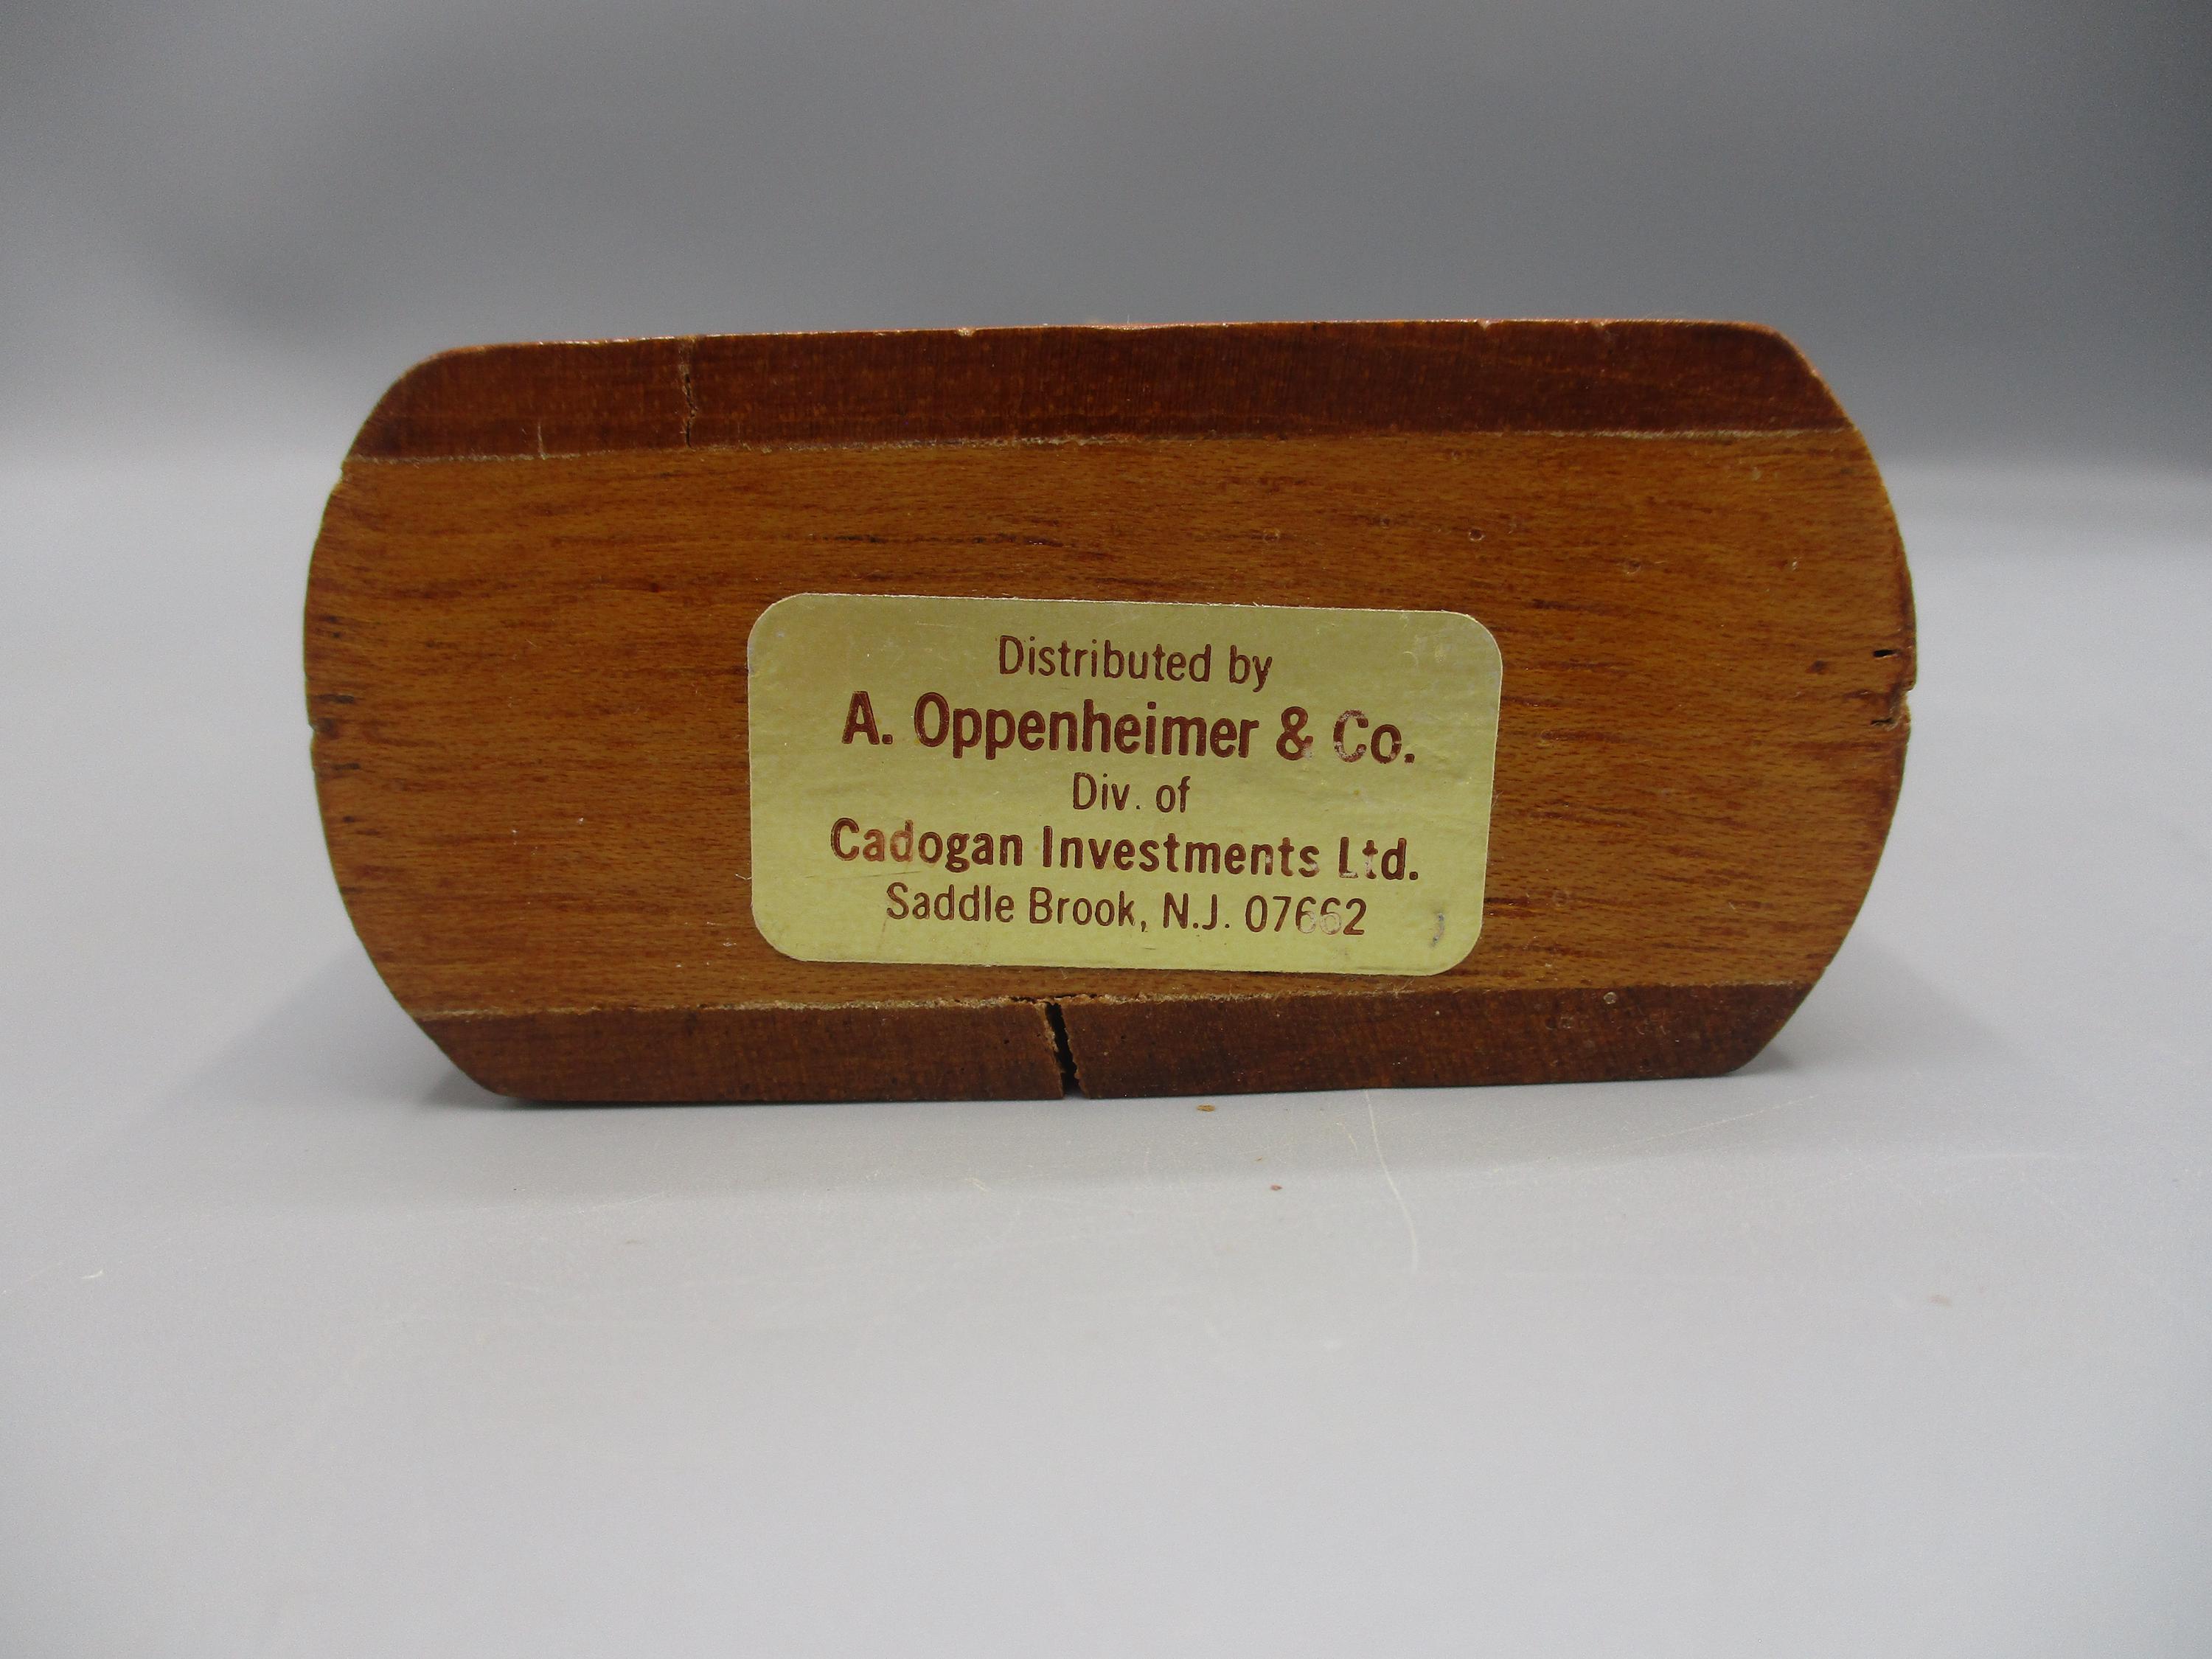 Distributed by
A. Oppenheimer & Co.
Div. of
Cadogan Investments Ltd.
Saddle Brook, N.J. 07662